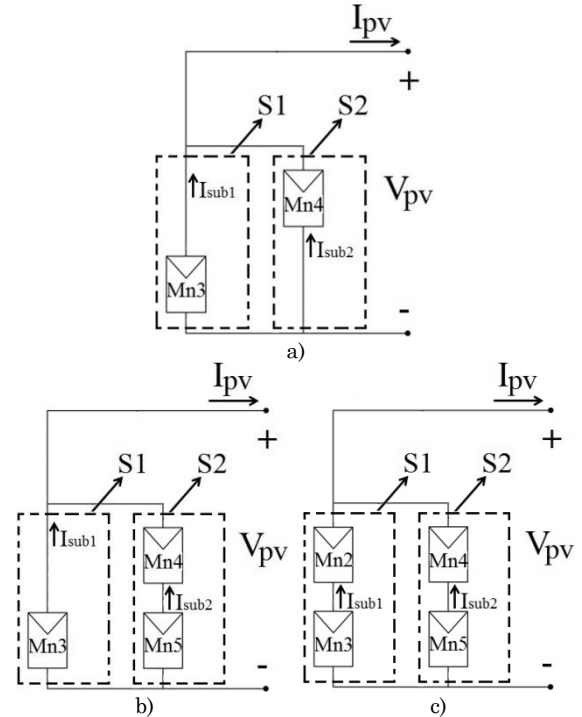 Ipv
+
S1 S2
Isub1
Mn4
Vpv
Isub2
Mn3
-
a)
Ipv
+
S1 S2
Isub1
Mn4
Vpv
Isub2
Mn3 Mn5
-
b)
Ipv
+
S1 S2
Mn2 Mn4
Vpv
Isub1 Isub2
Mn3 Mn5
-
c)